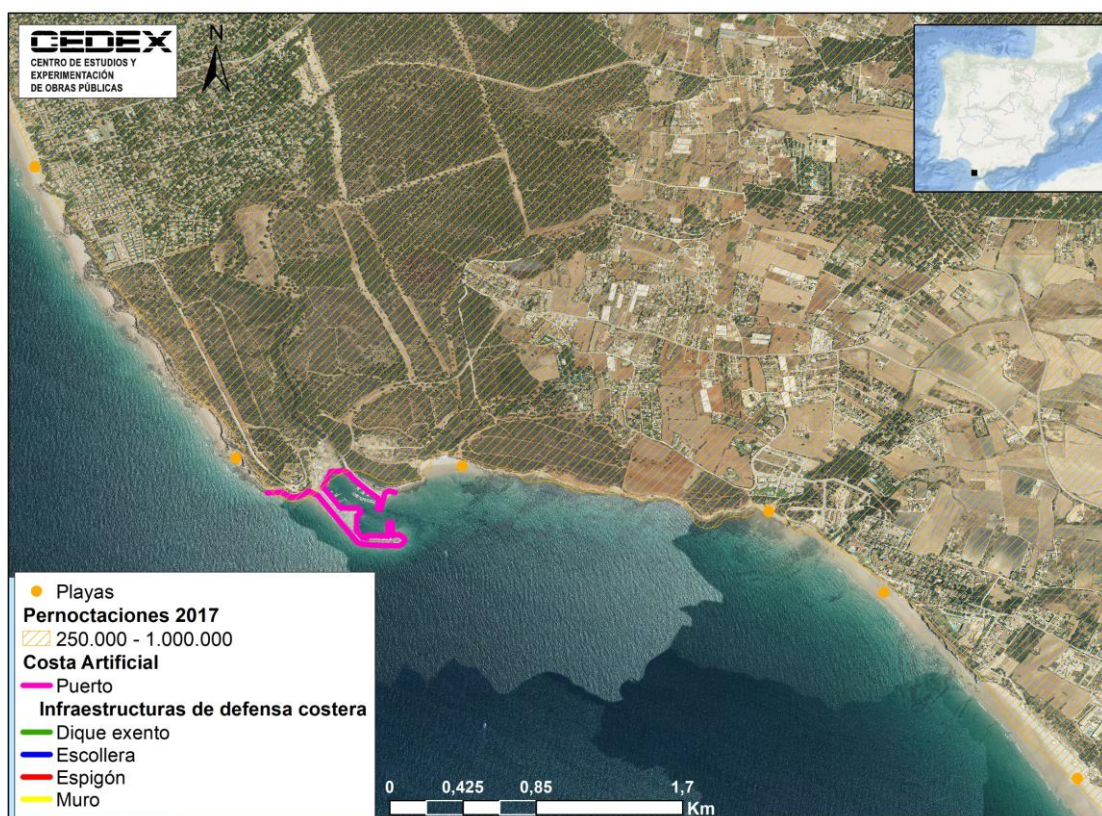 CEDEX
CENTRO DE ESTUDIOS Y
EXPERIMENTACIÓN
DE OBRAS PÚBLICAS
N
Playas
Pernoctaciones 2017
250.000 - 1.000.000
Costa Artificial
Puerto
Infraestructuras de defensa costera
Dique exento
Escollera
Espigón
Muro
0 0,425 0,85 1,7
Km